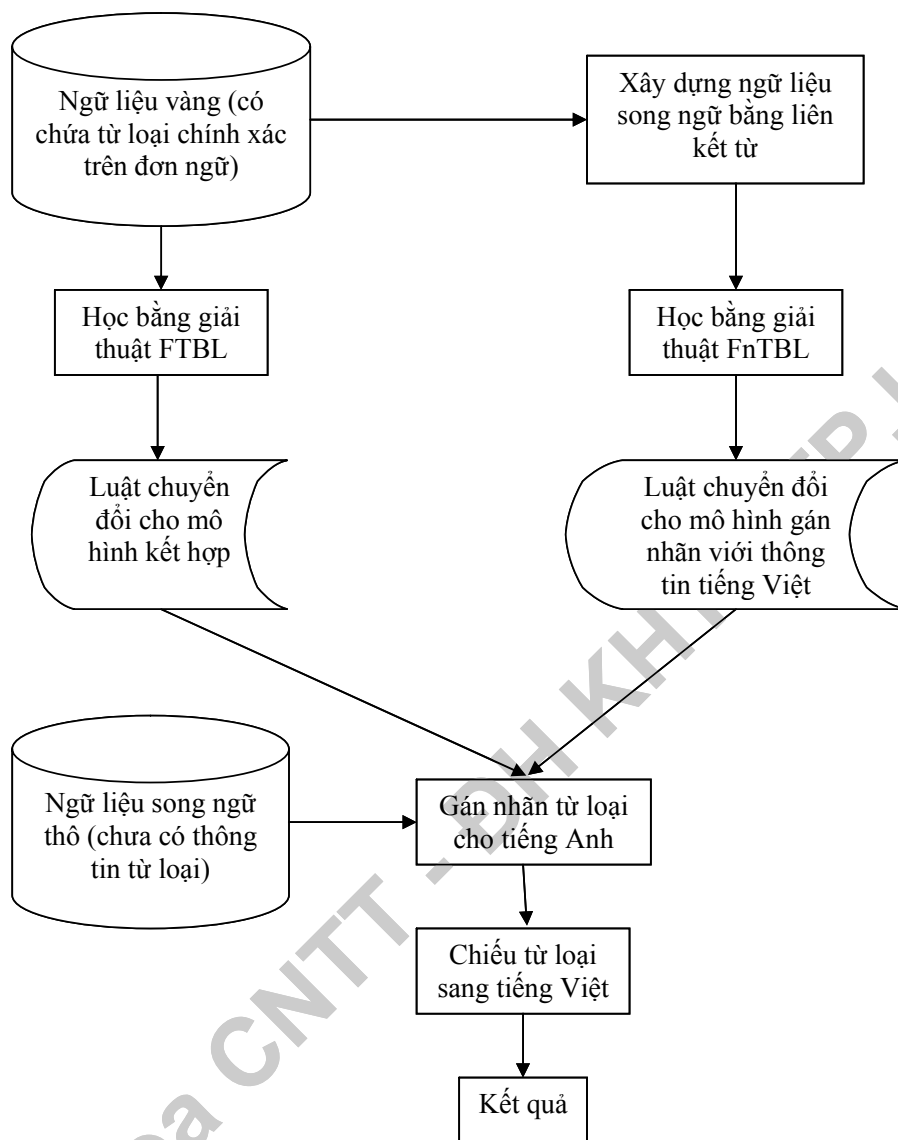 Ngữ liệu vàng (có
chứa từ loại chính xác
trên đơn ngữ)
Xây dựng ngữ liệu
song ngữ bằng liên
kết từ
Học bằng giải
thuật FTBL
Học bằng giải
thuật FnTBL
Luật chuyển
đổi cho mô
hình kết hợp
Luật chuyển đổi
cho mô hình gán
nhãn viới thông
tin tiếng Việt
Ngữ liệu song ngữ
thô (chưa có thông
tin từ loại)
Gán nhãn từ loại
cho tiếng Anh
Chiếu từ loại
sang tiếng Việt
Kết quả
CNTT - ĐH KHTN